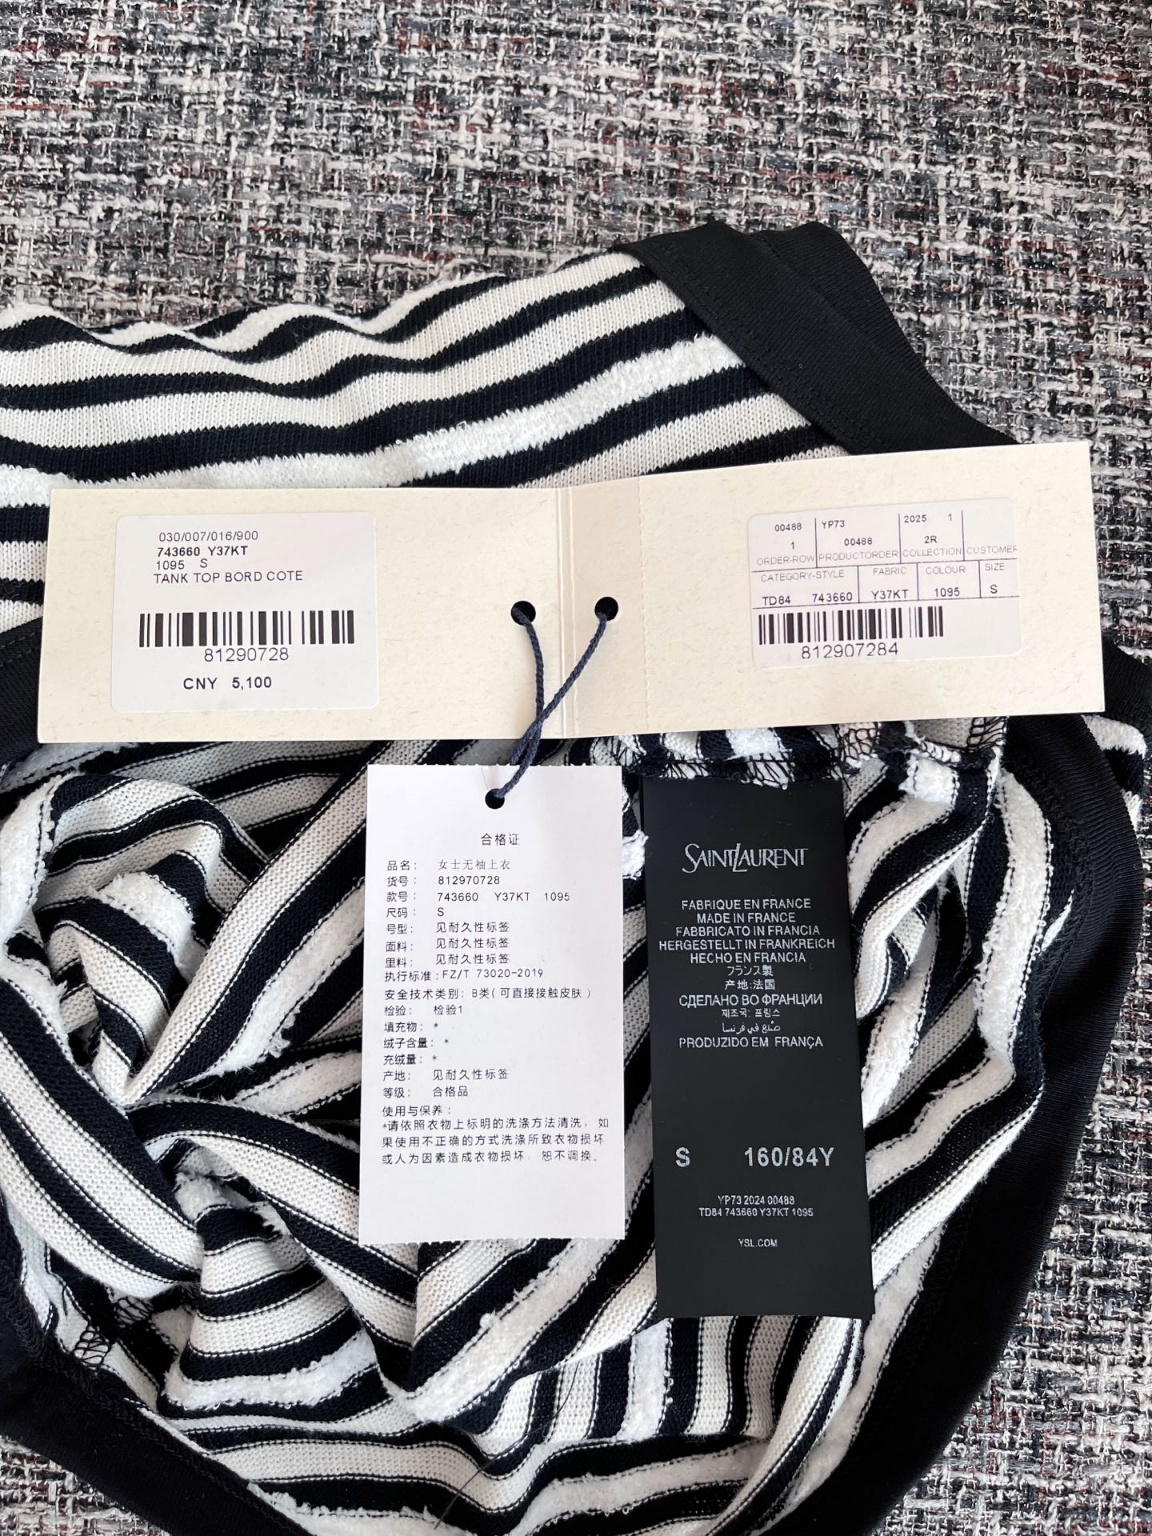 030/007/016/900
743660 Y37KT
1095 S
TANK TOP BORD COTE
81290728
CNY 5,100
00488 YP73 2025 1
1 00488 2R
ORDER-ROW PRODUCTORDER COLLECTION CUSTOMER
CATEGORY-STYLE FABRIC COLOUR SIZE
TD84 743660 Y37KT 1095 S
812907284
合格证
品名: 女士无袖上衣
货号: 812970728
款号: 743660 Y37KT 1095
尺码: S
号型: 见耐久性标签
面料: 见耐久性标签
里料: 见耐久性标签
执行标准:FZ/T 73020-2019
安全技术类别: B类(可直接接触皮肤)
检验: 检验1
填充物: *
绒子含量: *
充绒量: *
产地: 见耐久性标签
等级: 合格品
使用与保养:
*请依照衣物上标明的洗涤方法清洗, 如
果使用不正确的方式洗涤所致衣物损坏
或人为因素造成衣物损坏, 恕不调换。
SAINT LAURENT
FABRIQUE EN FRANCE
MADE IN FRANCE
FABBRICATO IN FRANCIA
HERGESTELLT IN FRANKREICH
HECHO EN FRANCIA
フランス製
产地:法国
СДЕЛАНО ВО ФРАНЦИИ
제조국: 프랑스
صنع في فرنسا
PRODUZIDO EM FRANÇA
S 160/84Y
YP73 2024 00488
TD84 743660 Y37KT 1095
YSL.COM